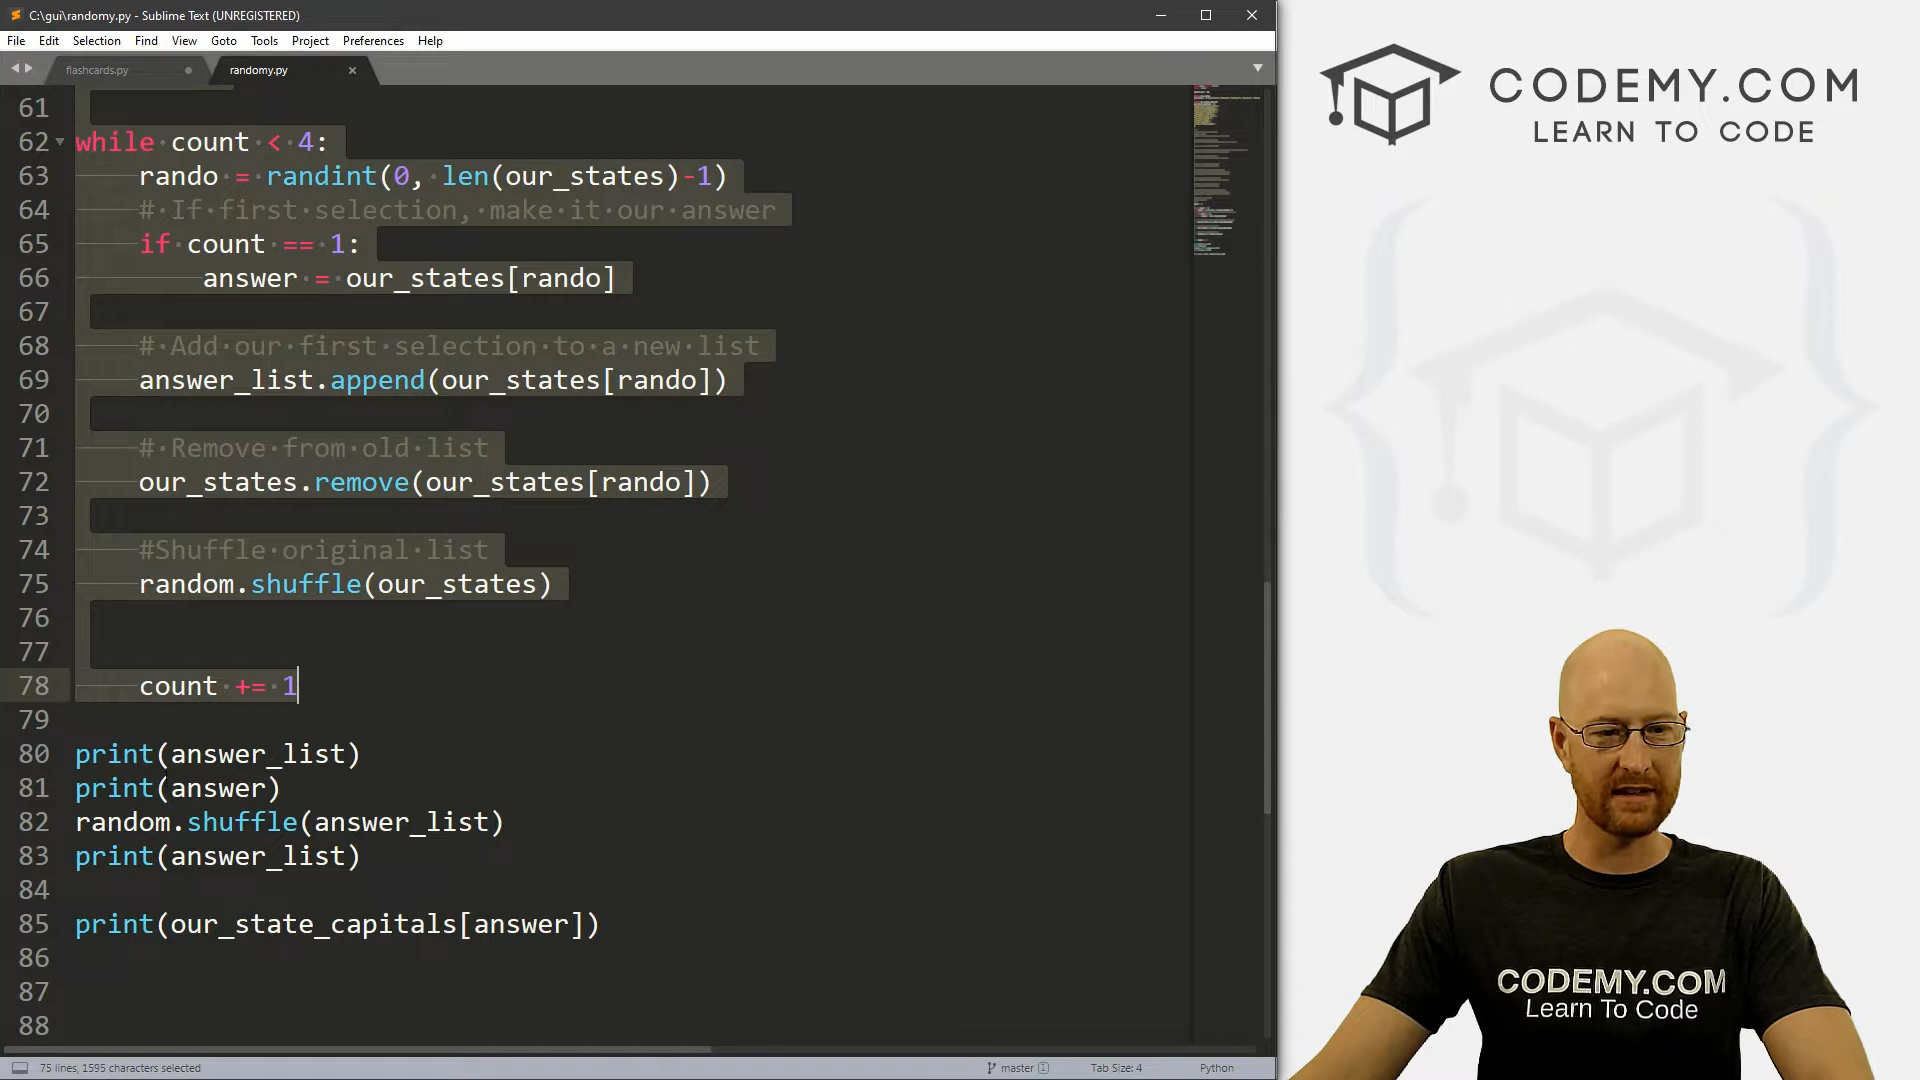 C:\gui\randomy.py - Sublime Text (UNREGISTERED)
File Edit Selection Find View Goto Tools Project Preferences Help
flashcards.py randomy.py
61
62 while count < 4:
63 rando = randint(0, len(our_states)-1)
64 # If first selection, make it our answer
65 if count == 1:
66 answer = our_states[rando]
67
68 # Add our first selection to a new list
69 answer_list.append(our_states[rando])
70
71 # Remove from old list
72 our_states.remove(our_states[rando])
73
74 #Shuffle original list
75 random.shuffle(our_states)
76
77
78 count += 1
79
80 print(answer_list)
81 print(answer)
82 random.shuffle(answer_list)
83 print(answer_list)
84
85 print(our_state_capitals[answer])
86
87
88
75 lines, 1595 characters selected
master 1 Tab Size: 4 Python
CODEMY.COM
LEARN TO CODE
CODEMY.COM
Learn To Code